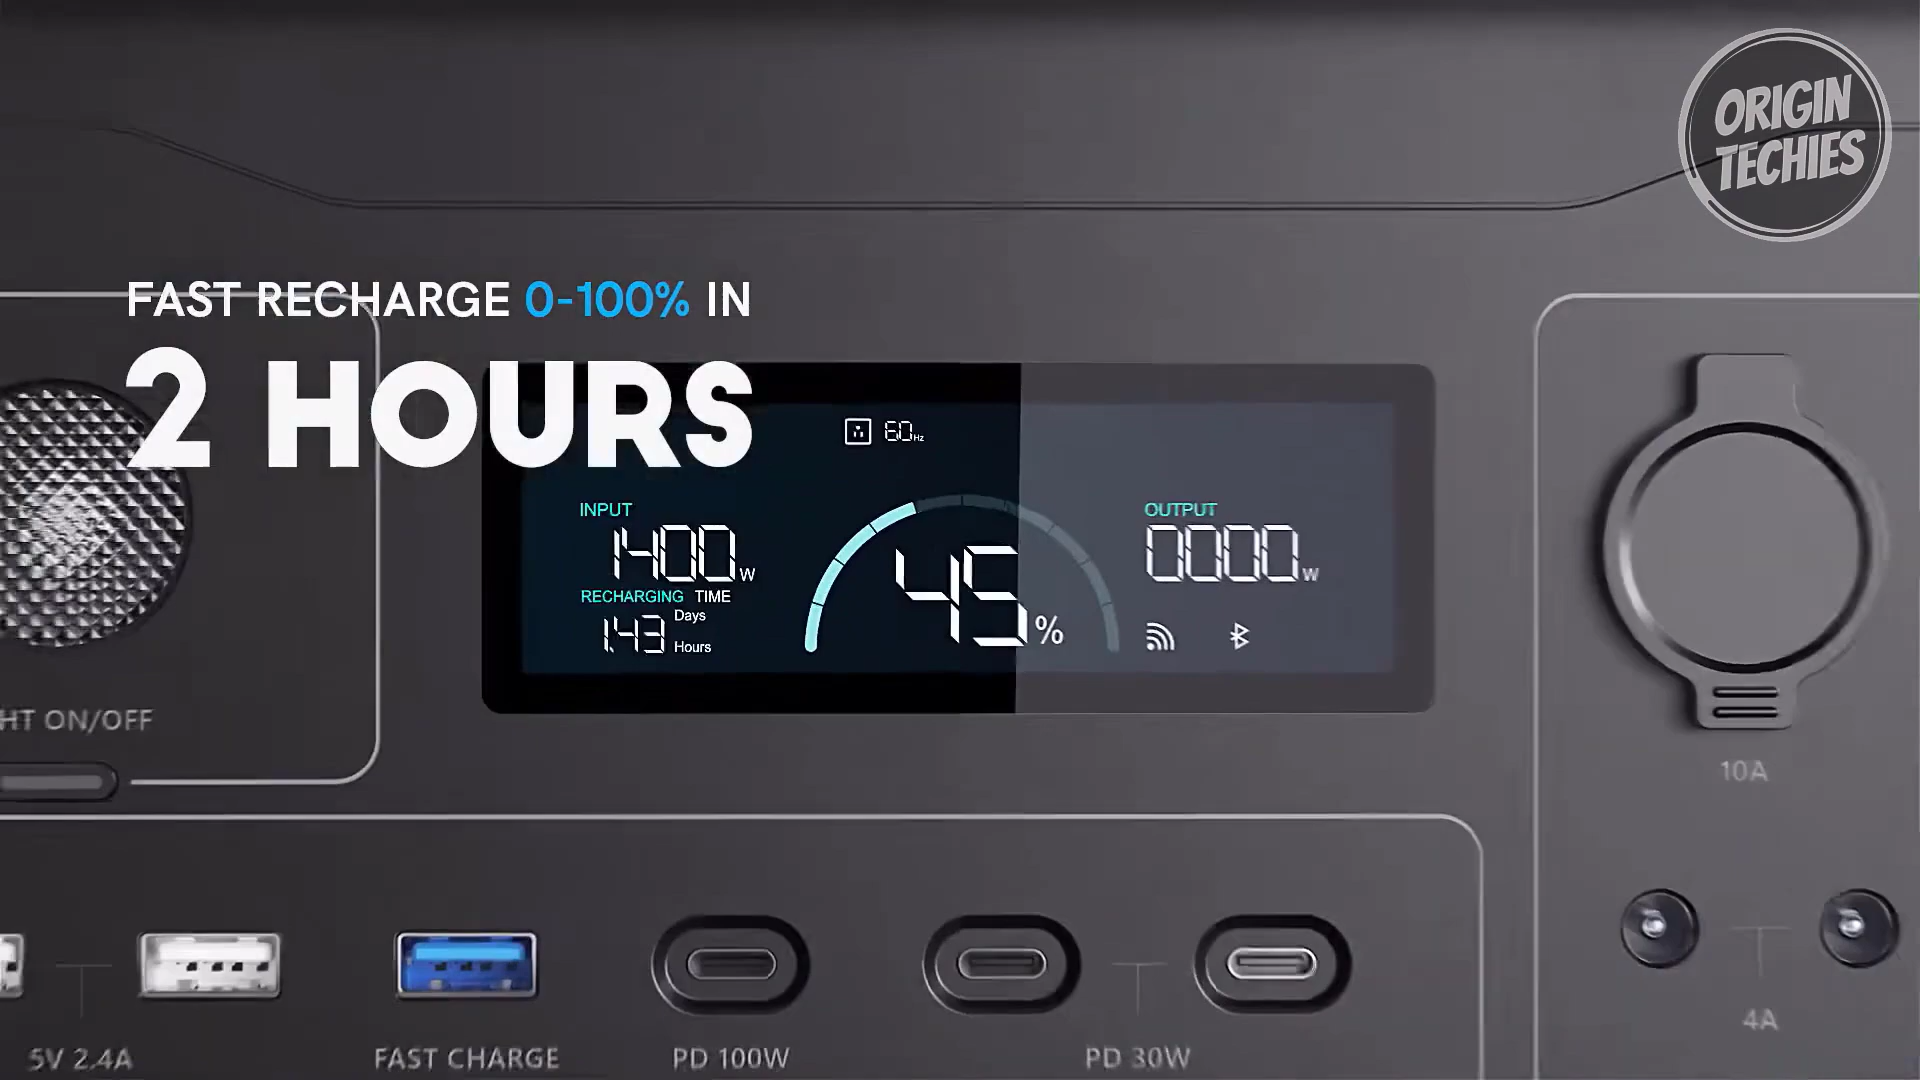 ORIGIN
TECHIES
FAST RECHARGE 0-100% IN
2 HOURS
60Hz
INPUT
1400W
RECHARGING TIME
1.43 Days
Hours
45%
OUTPUT
0000W
HT ON/OFF
10A
4A
5V 2.4A
FAST CHARGE
PD 100W
PD 30W